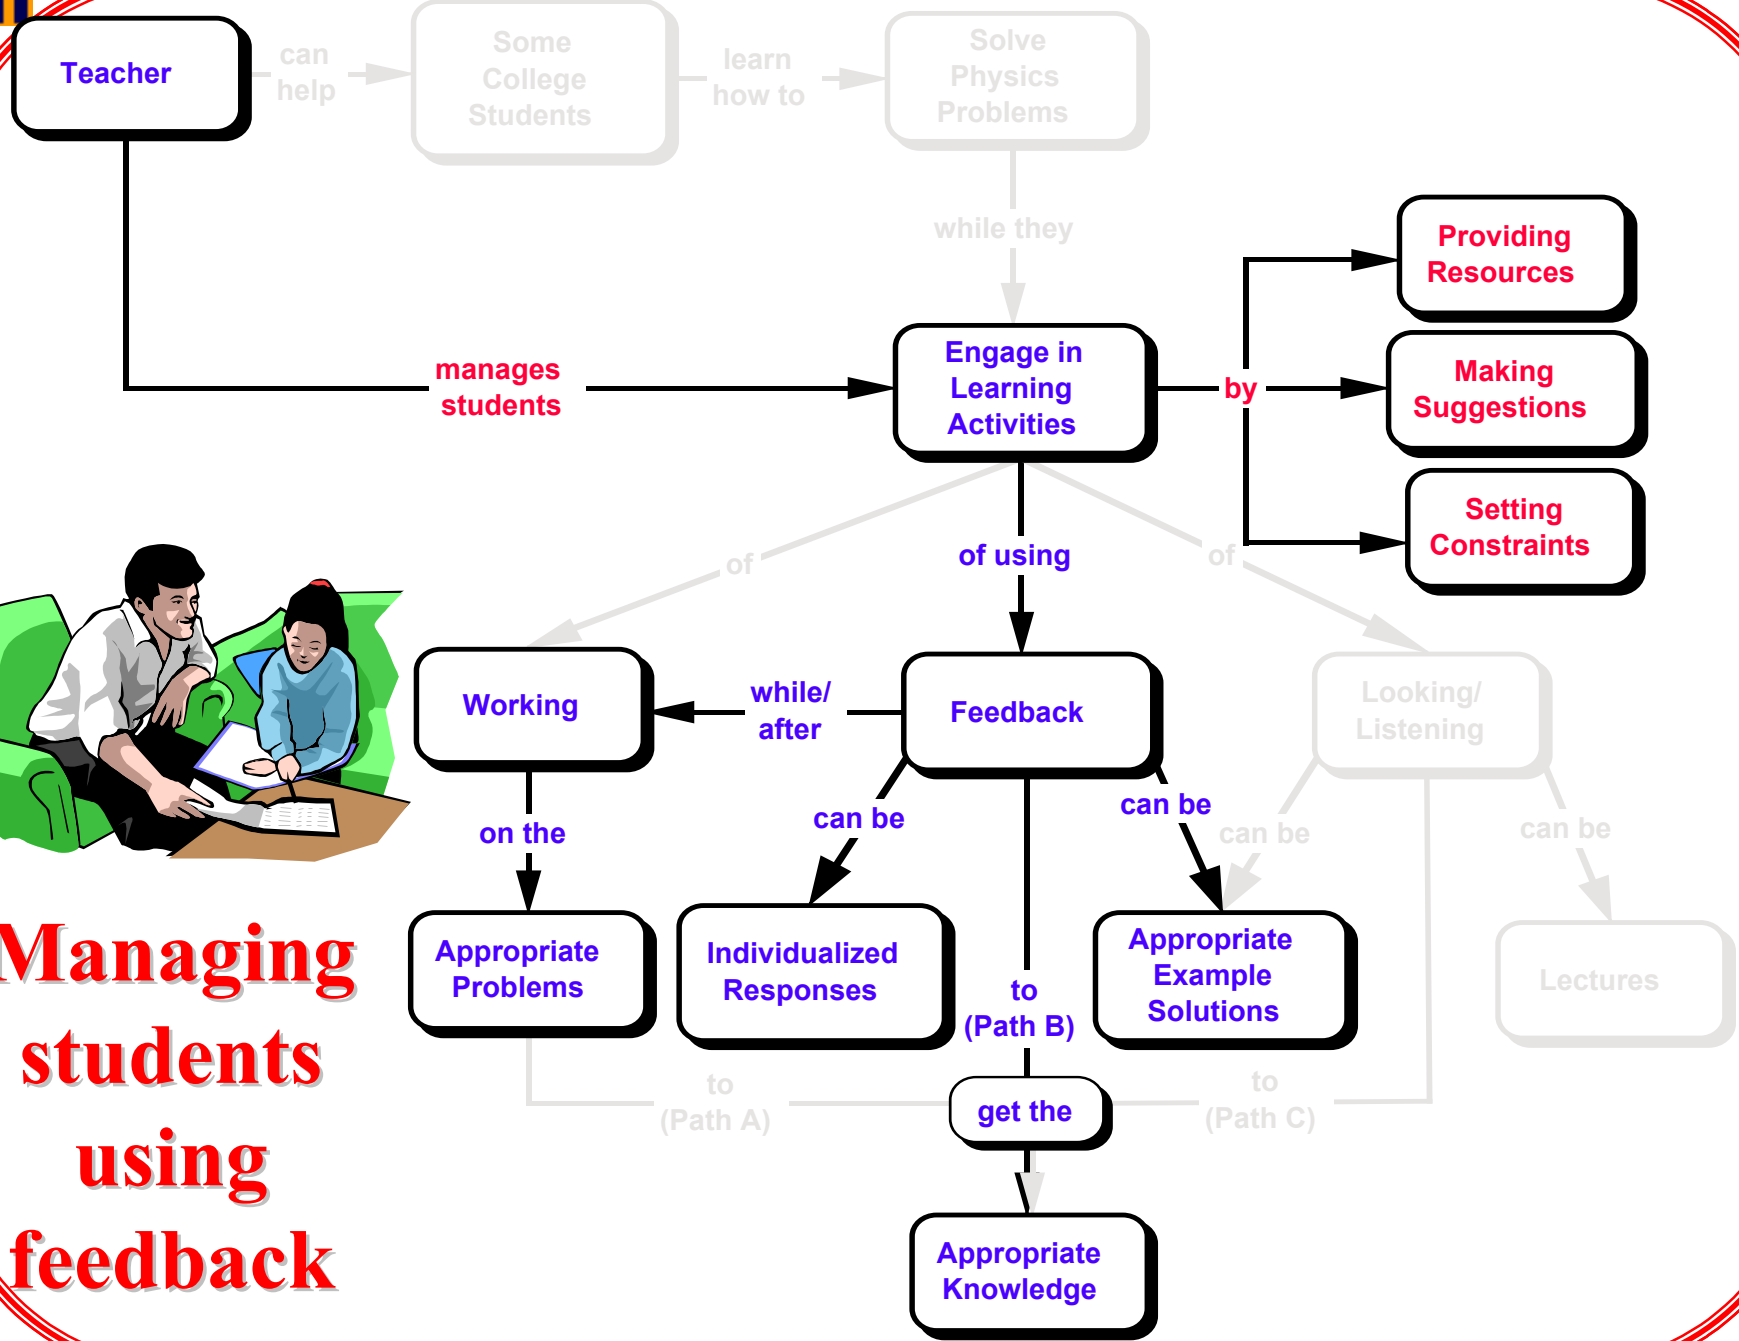 Teacher
can
help
Some
College
Students
learn
how to
Solve
Physics
Problems
while they
manages
students
Engage in
Learning
Activities
by
Providing
Resources
Making
Suggestions
Setting
Constraints
of
of using
of
Working
while/
after
Feedback
Looking/
Listening
on the
can be
can be
can be
can be
Appropriate
Problems
Individualized
Responses
to
(Path B)
Appropriate
Example
Solutions
Lectures
to
(Path A)
get the
to
(Path C)
Appropriate
Knowledge
Managing
students
using
feedback